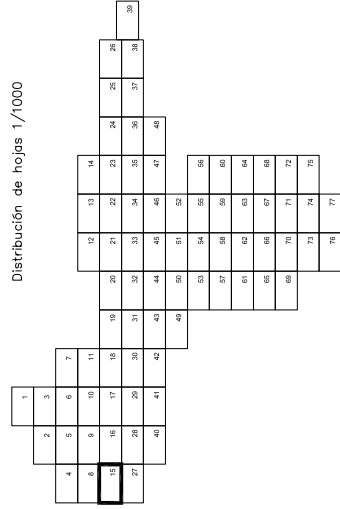 Distribución de hojas 1/1000
1
2 3
4 5 6 7
8 9 10 11 12 13 14
15 16 17 18 19 20 21 22 23 24 25 26
27 28 29 30 31 32 33 34 35 36 37 38 39
40 41 42 43 44 45 46 47 48
49 50 51 52
53 54 55 56
57 58 59 60
61 62 63 64
65 66 67 68
69 70 71 72
73 74 75
76 77